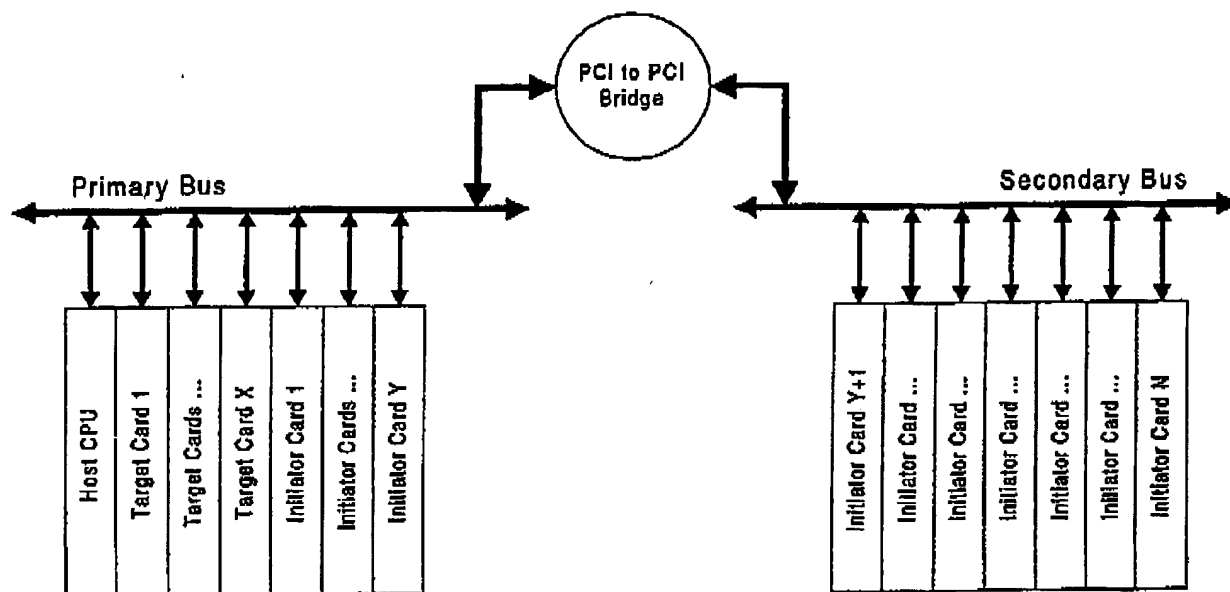 PCI to PCI
Bridge
Primary Bus
Secondary Bus
Host CPU
Target Card 1
Target Cards ...
Target Card X
Initiator Card 1
Initiator Cards ...
Initiator Card Y
Initiator Card Y+1
Initiator Card ...
Initiator Card ...
Initiator Card ...
Initiator Card ...
Initiator Card ...
Initiator Card N